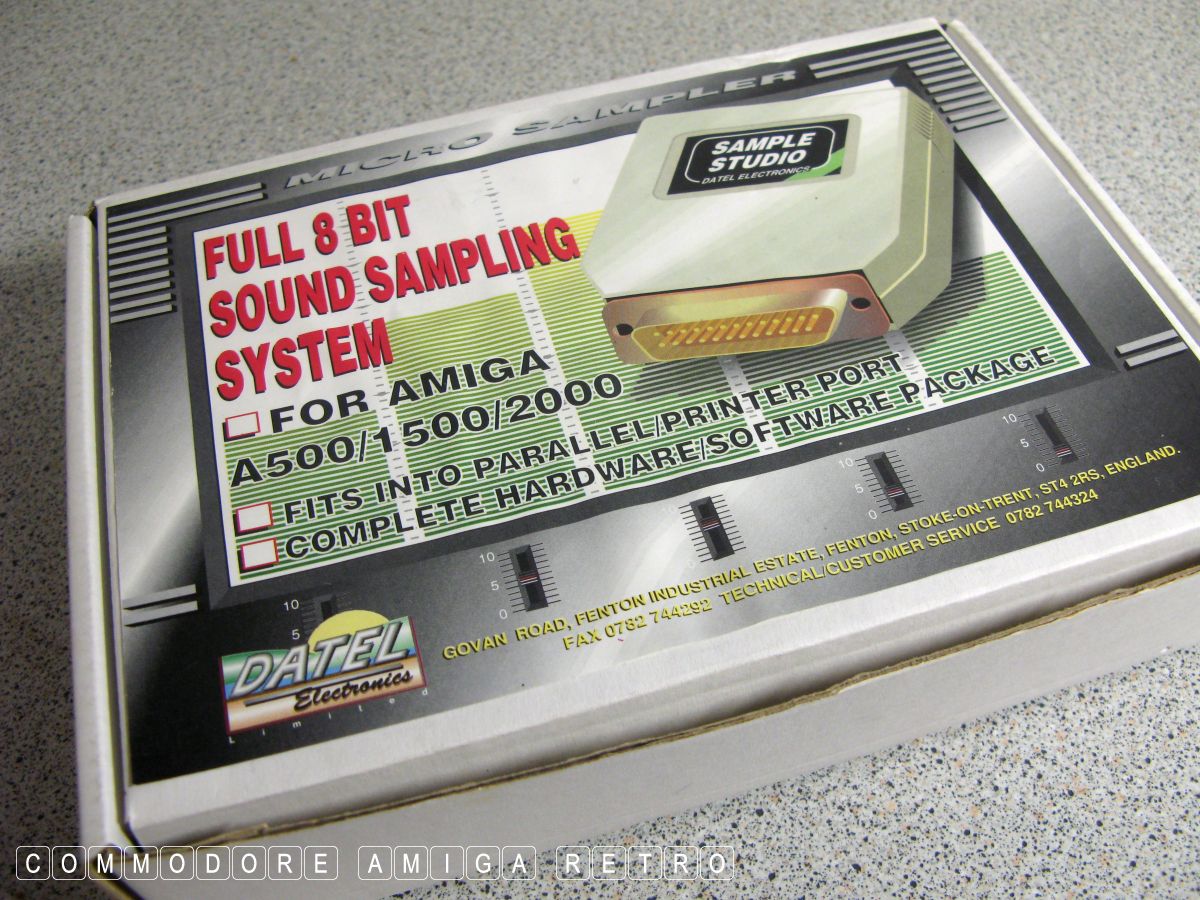 MICRO SAMPLER
SAMPLE
STUDIO
DATEL ELECTRONICS
FULL 8 BIT
SOUND SAMPLING
SYSTEM
FOR AMIGA
A500/1500/2000
FITS INTO PARALLEL/PRINTER PORT
COMPLETE HARDWARE/SOFTWARE PACKAGE
10
5
10
5
0
10
0
10
5
0
10
5
0
DATEL
Electronics
Limited
GOVAN ROAD, FENTON INDUSTRIAL ESTATE, FENTON, STOKE-ON-TRENT, ST4 2RS, ENGLAND.
FAX 0782 744292 TECHNICAL/CUSTOMER SERVICE 0782 744324
COMMODORE AMIGA RETRO